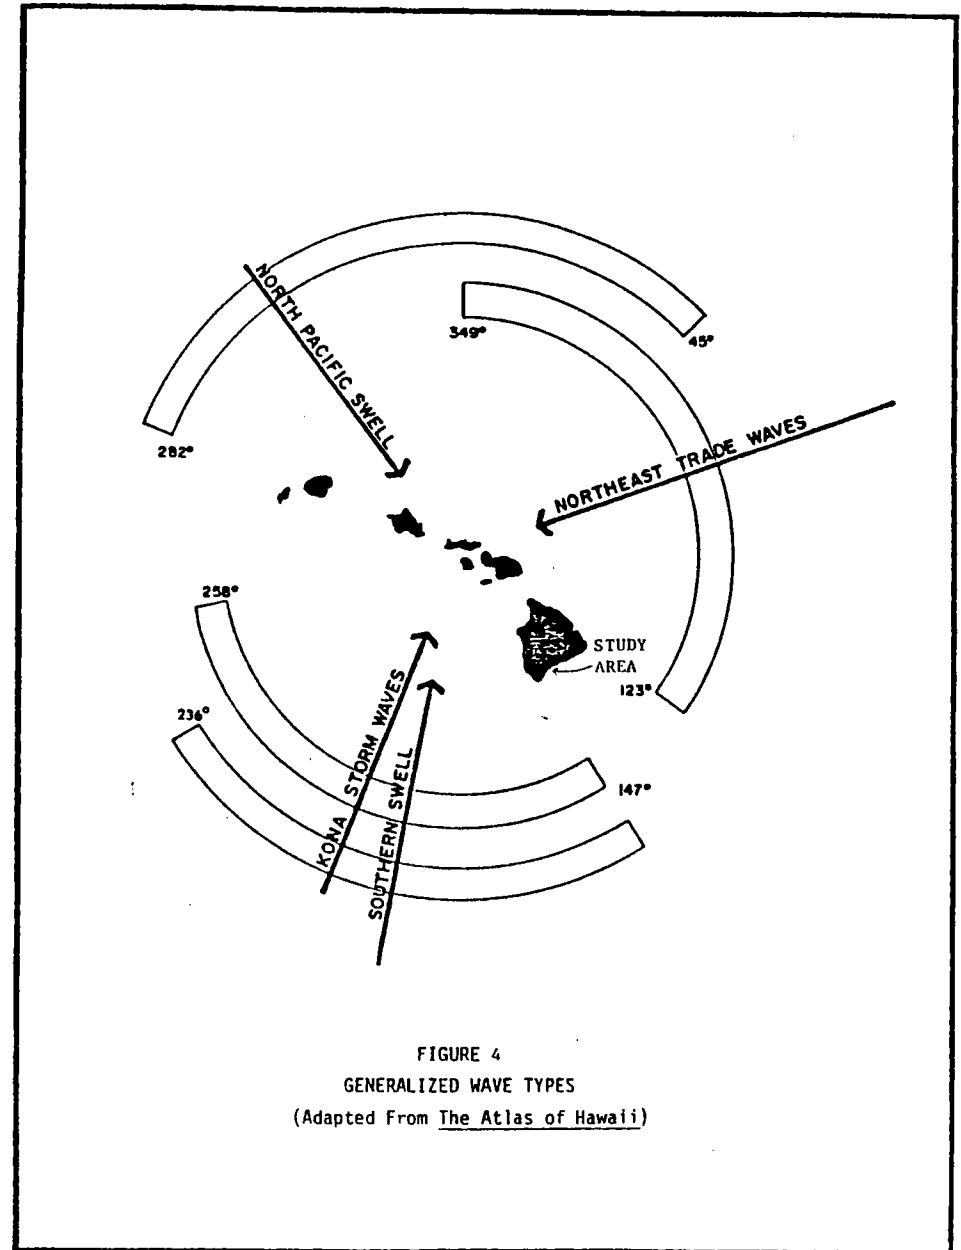 NORTH PACIFIC SWELL
349°
45°
282°
NORTHEAST TRADE WAVES
258°
STUDY
AREA
123°
236°
KONA STORM WAVES
SOUTHERN SWELL
147°
FIGURE 4
GENERALIZED WAVE TYPES
(Adapted From The Atlas of Hawaii)